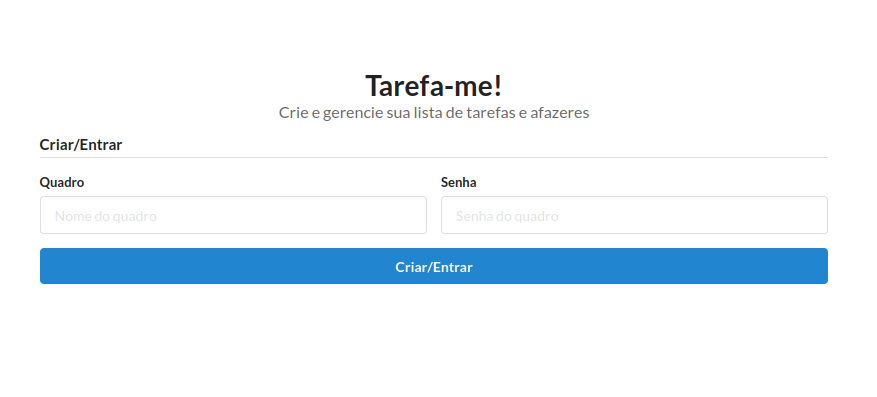 Tarefa-me!
Crie e gerencie sua lista de tarefas e afazeres
Criar/Entrar
Quadro
Senha
Nome do quadro
Senha do quadro
Criar/Entrar